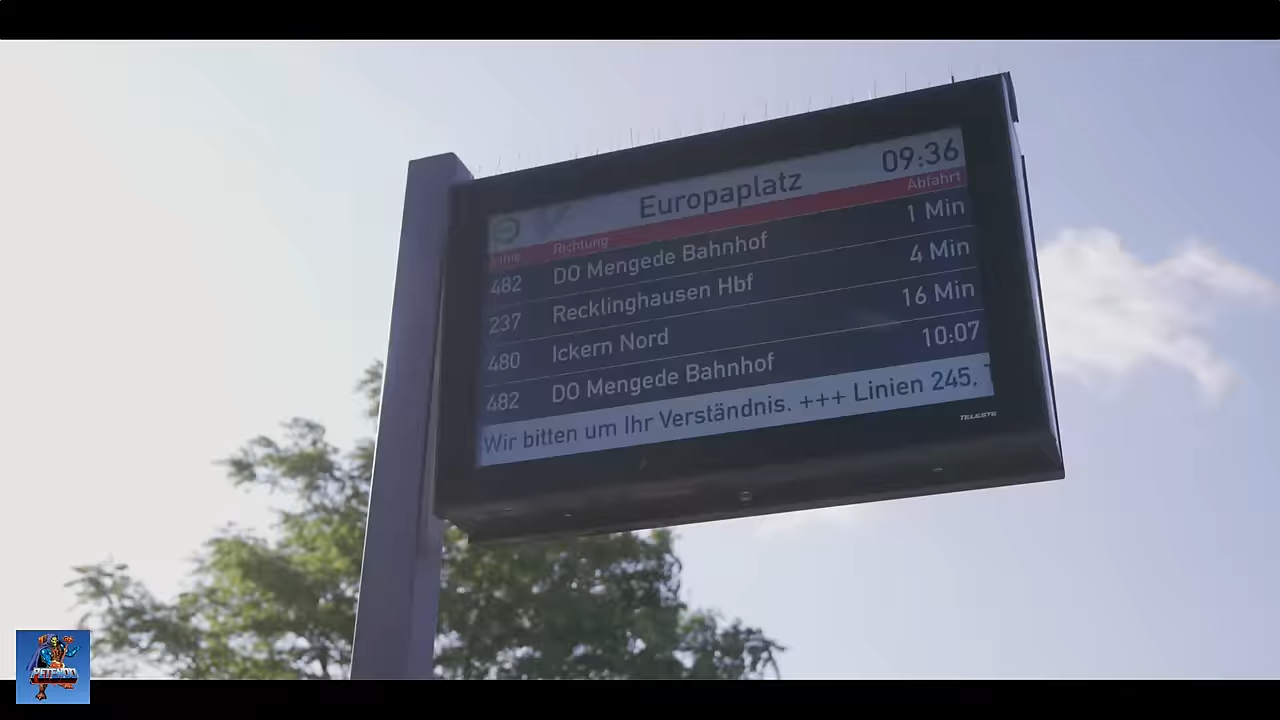 Europaplatz 09:36
Linie Richtung Abfahrt
482 DO Mengede Bahnhof 1 Min
237 Recklinghausen Hbf 4 Min
480 Ickern Nord 16 Min
482 DO Mengede Bahnhof 10:07
Wir bitten um Ihr Verständnis. +++ Linien 245,
TELESTE
PETENDO